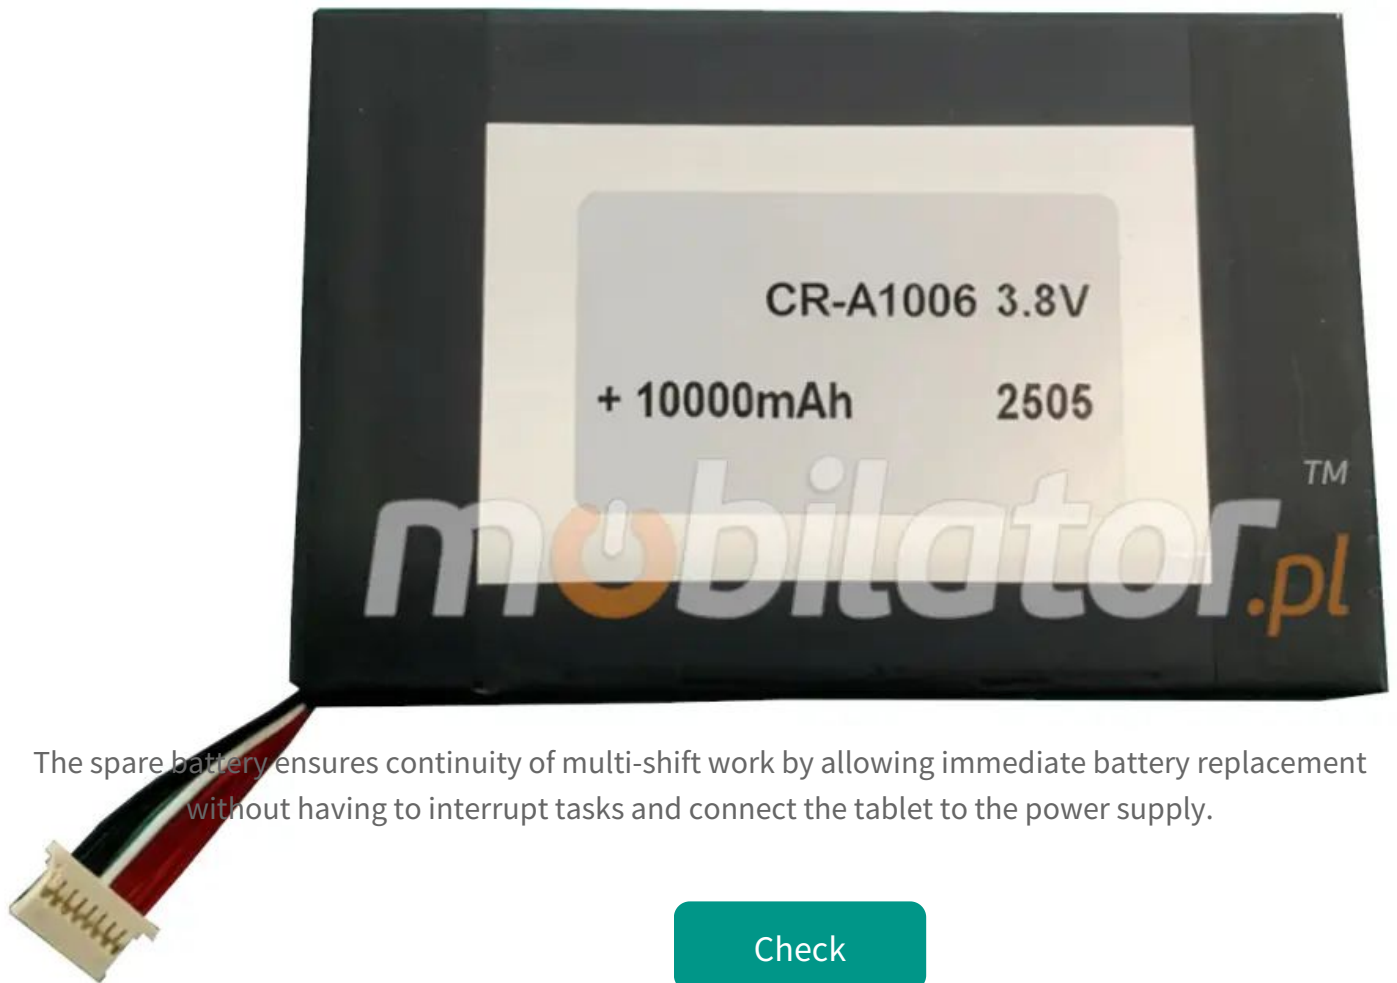 CR-A1006 3.8V
+ 10000mAh 2505
mobilator.pl
TM
The spare battery ensures continuity of multi-shift work by allowing immediate battery replacement
without having to interrupt tasks and connect the tablet to the power supply.
Check